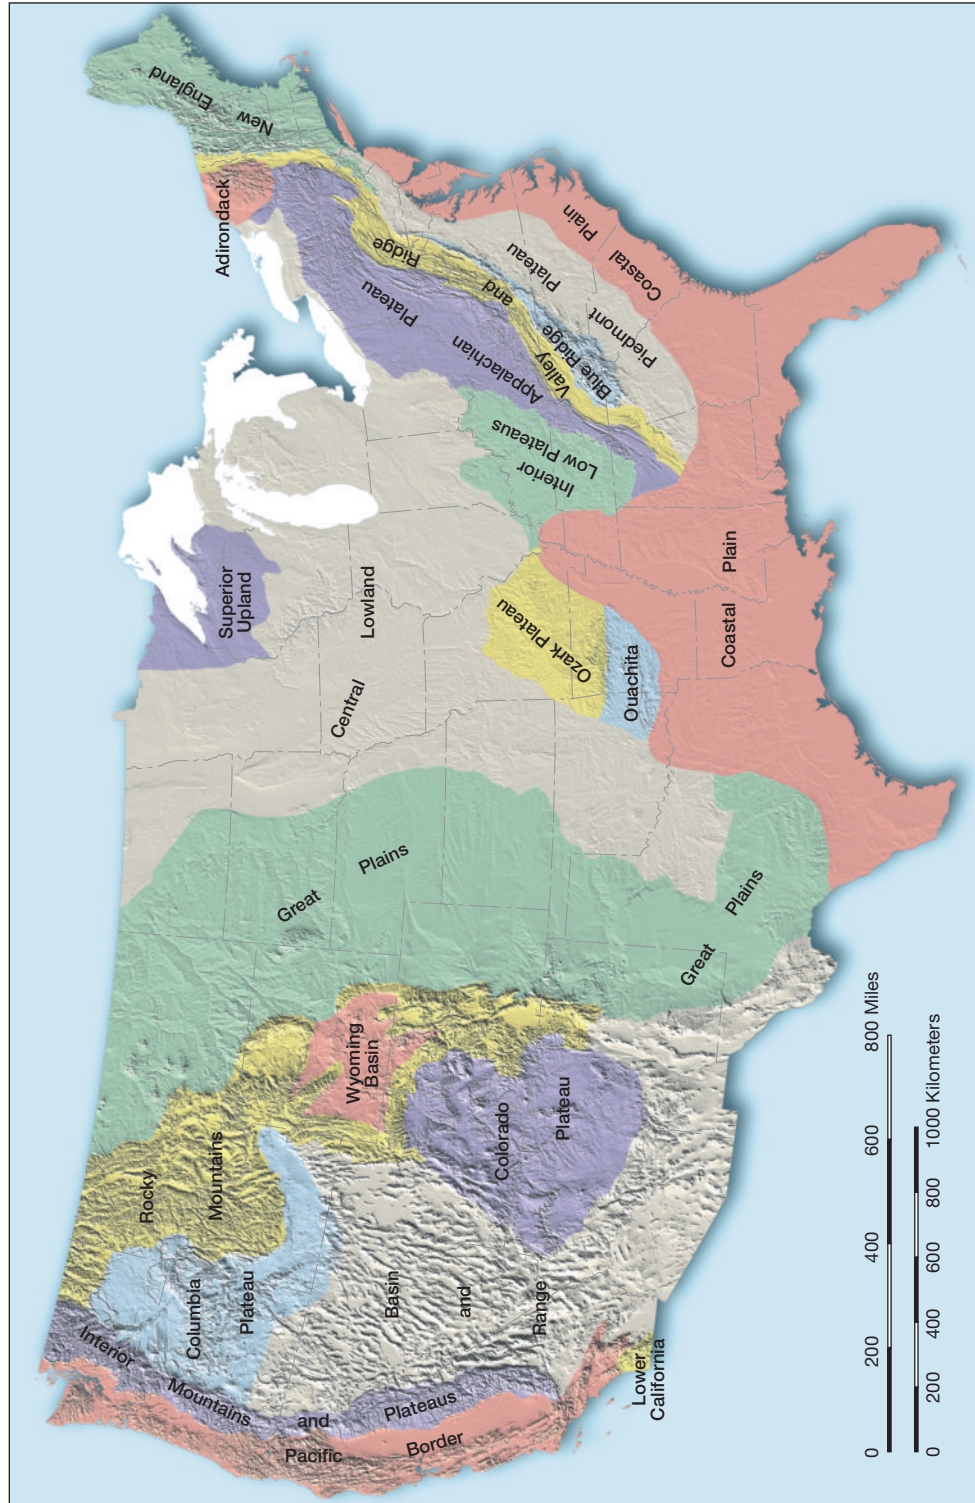 New
England
Adirondack
Superior
Upland
Central
Lowland
Great
Plains
Great
Plains
Rocky
Mountains
Wyoming
Basin
Columbia
Plateau
Basin
and
Range
Colorado
Plateau
Interior
Mountains
and
Plateaus
Pacific
Border
Lower
California
Appalachian
Plateau
Valley
and
Ridge
Blue Ridge
Piedmont
Plateau
Coastal
Plain
Interior
Low Plateaus
Ozark Plateau
Ouachita
Coastal
Plain
0
200
400
600
800 Miles
0
200
400
600
800
1000 Kilometers